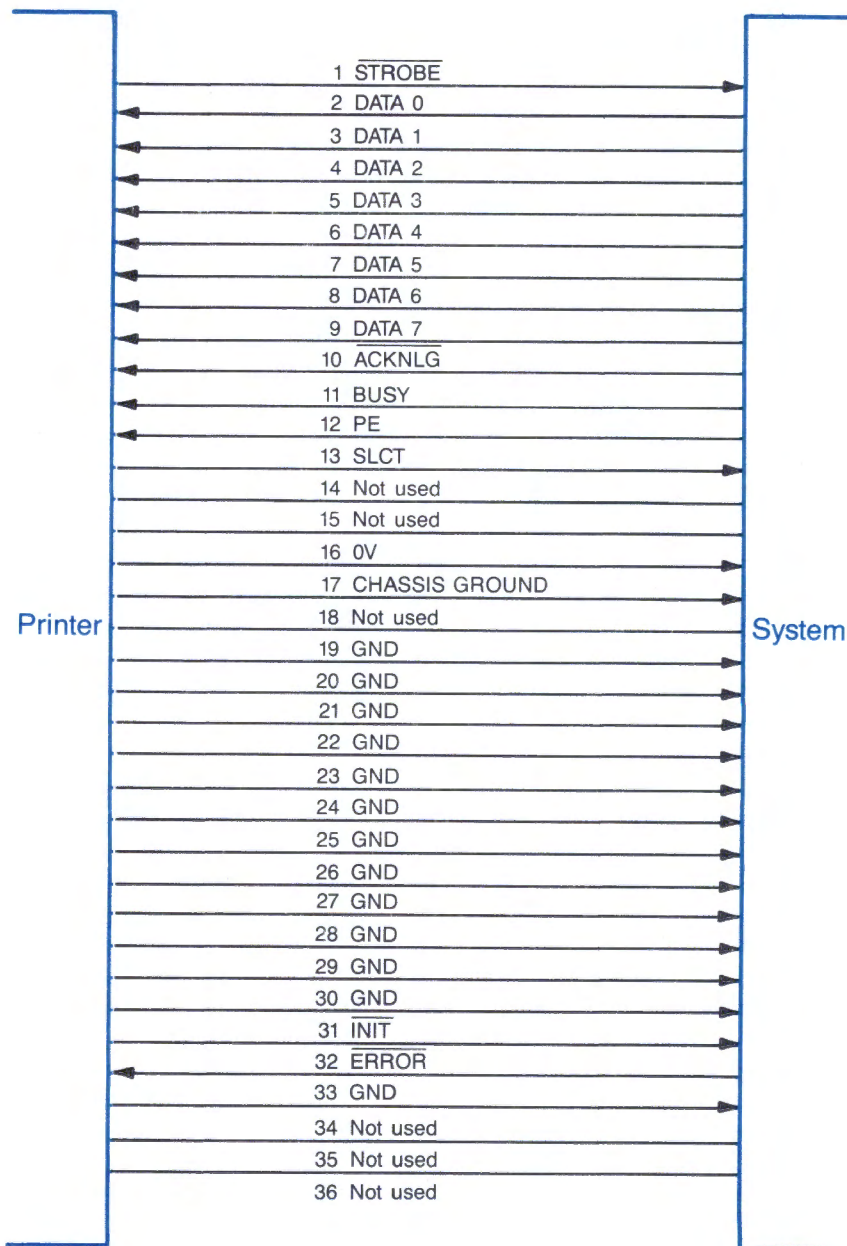 1 STROBE
2 DATA 0
3 DATA 1
4 DATA 2
5 DATA 3
6 DATA 4
7 DATA 5
8 DATA 6
9 DATA 7
10 ACKNLG
11 BUSY
12 PE
13 SLCT
14 Not used
15 Not used
16 0V
17 CHASSIS GROUND
Printer
18 Not used
System
19 GND
20 GND
21 GND
22 GND
23 GND
24 GND
25 GND
26 GND
27 GND
28 GND
29 GND
30 GND
31 INIT
32 ERROR
33 GND
34 Not used
35 Not used
36 Not used